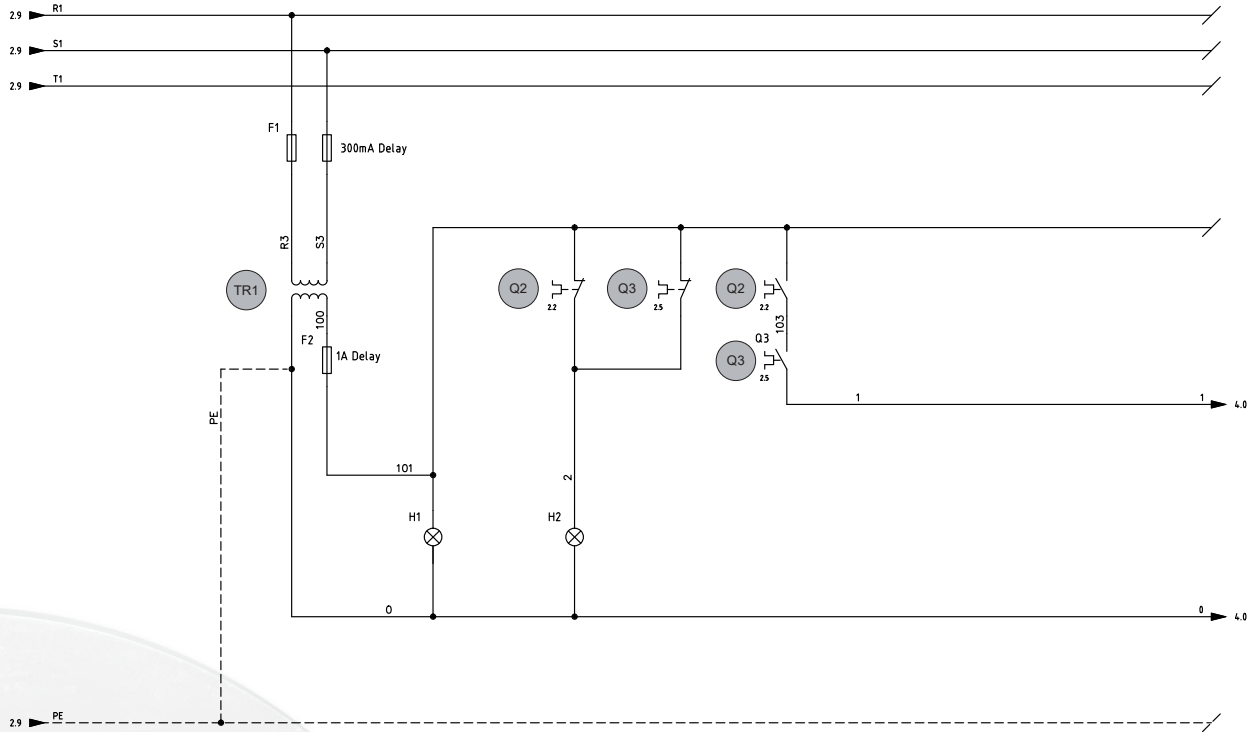 2.9 R1
2.9 S1
2.9 T1
F1
300mA Delay
R3
S3
TR1
100
F2
1A Delay
PE
101
H1
Q2
2.2
Q3
2.5
Q2
2.2
103
Q3
Q3
2.5
1
1 4.0
2
H2
0
0 4.0
2.9 PE